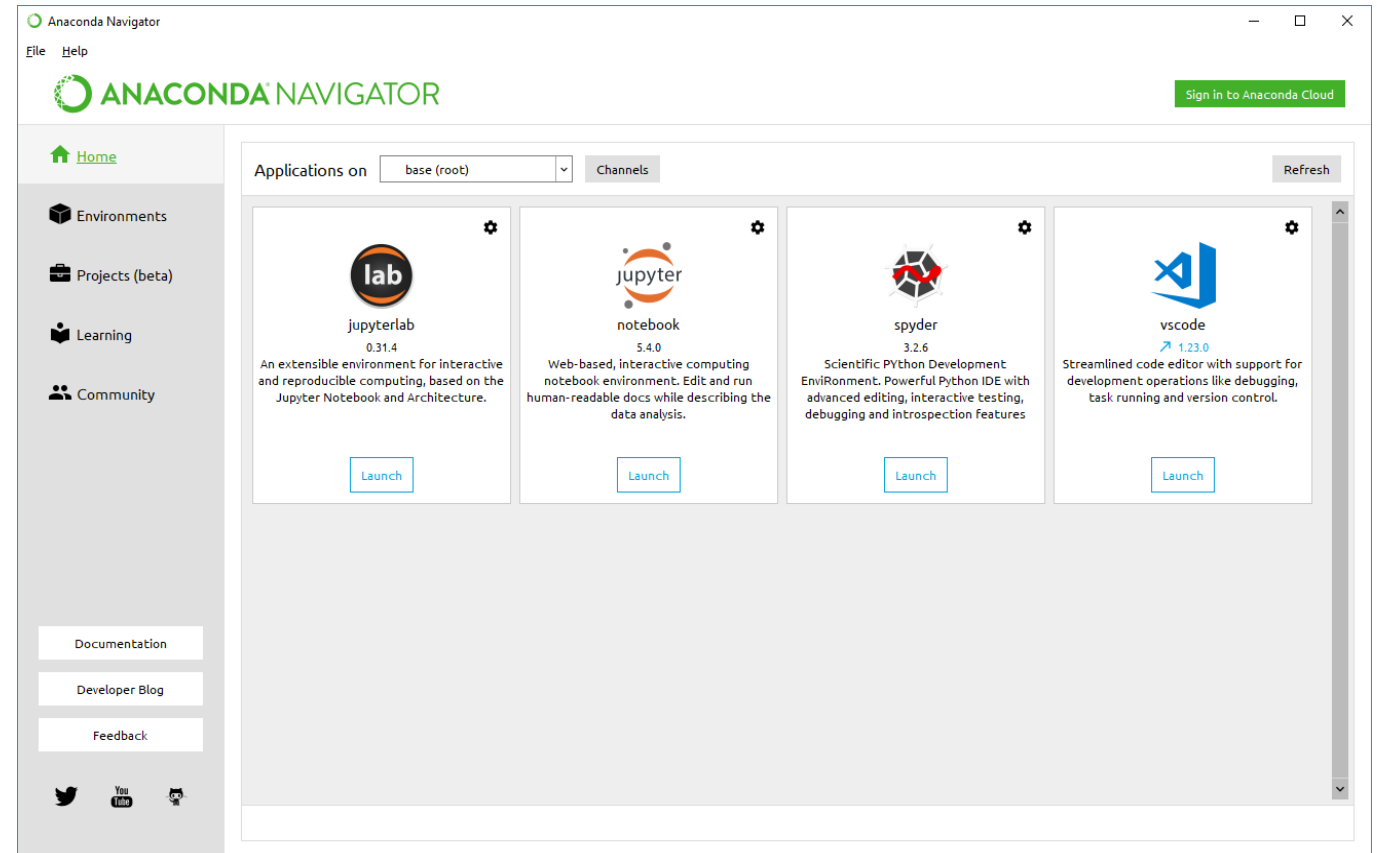 Anaconda Navigator
File Help
ANACONDA NAVIGATOR
Sign in to Anaconda Cloud
Home
Environments
Projects (beta)
Learning
Community
Documentation
Developer Blog
Feedback
You
Tube
Applications on base (root) Channels Refresh
lab
jupyterlab
0.31.4
An extensible environment for interactive
and reproducible computing, based on the
Jupyter Notebook and Architecture.
Launch
jupyter
notebook
5.4.0
Web-based, interactive computing
notebook environment. Edit and run
human-readable docs while describing the
data analysis.
Launch
spyder
3.2.6
Scientific PYthon Development
EnviRonment. Powerful Python IDE with
advanced editing, interactive testing,
debugging and introspection features
Launch
vscode
1.23.0
Streamlined code editor with support for
development operations like debugging,
task running and version control.
Launch